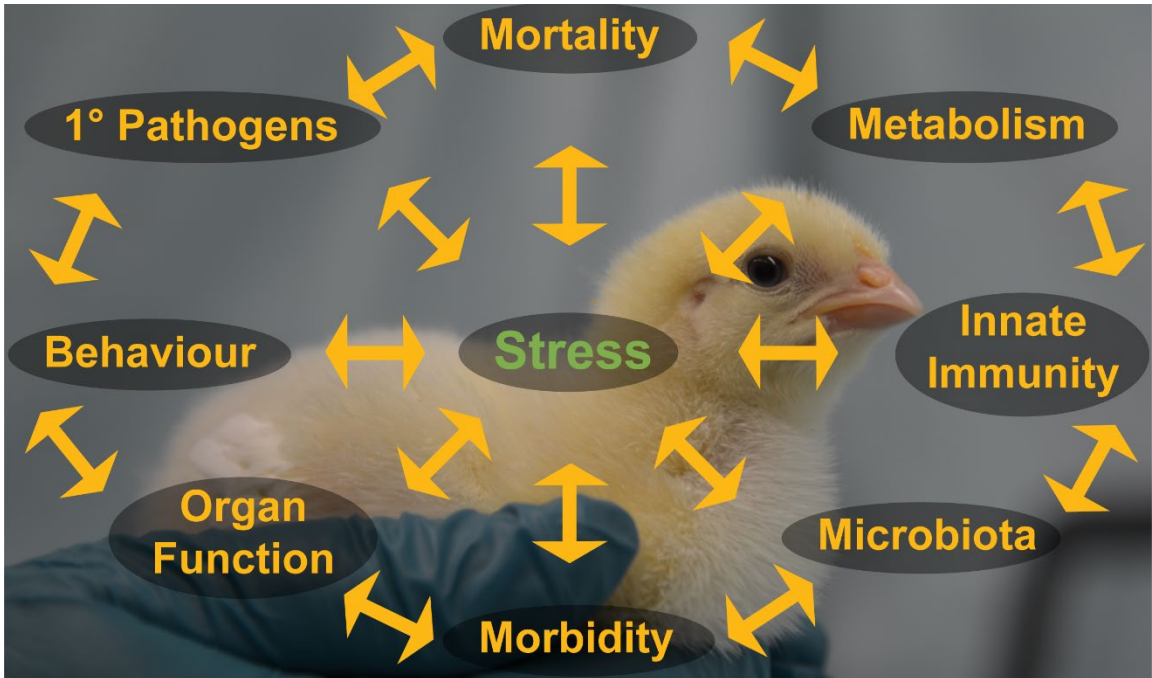 Mortality
1° Pathogens
Metabolism
Behaviour
Stress
Innate
Immunity
Organ
Function
Microbiota
Morbidity